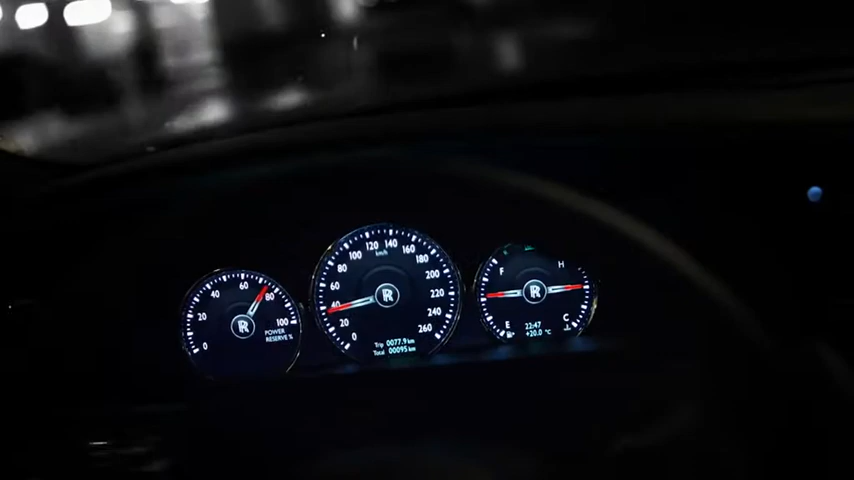 0
20
40
60
80
100
POWER
RESERVE %
R
0
20
40
60
80
100
120
140
160
180
200
220
240
260
km/h
R
Trip 0077.9 km
Total 00095 km
F
H
R
E
C
22:47
+20.0 °C